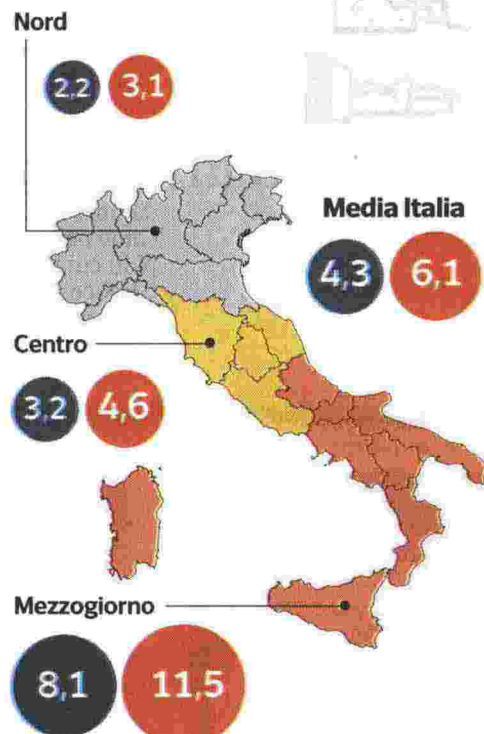 Nord
2,2 3,1
Media Italia
4,3 6,1
Centro
3,2 4,6
Mezzogiorno
8,1 11,5